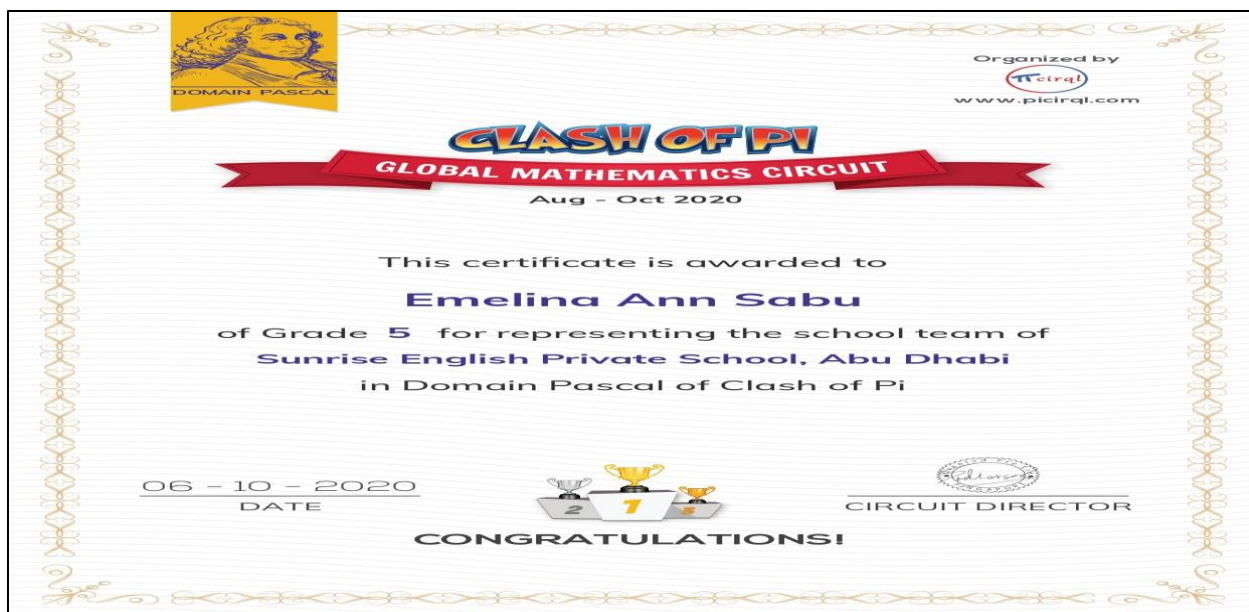 DOMAIN PASCAL
Organized by
πcirql
www.picirql.com
CLASH OF PI
GLOBAL MATHEMATICS CIRCUIT
Aug - Oct 2020
This certificate is awarded to
Emelina Ann Sabu
of Grade 5 for representing the school team of
Sunrise English Private School, Abu Dhabi
in Domain Pascal of Clash of Pi
06 - 10 - 2020
DATE
2 1 3
CIRCUIT DIRECTOR
CONGRATULATIONS!